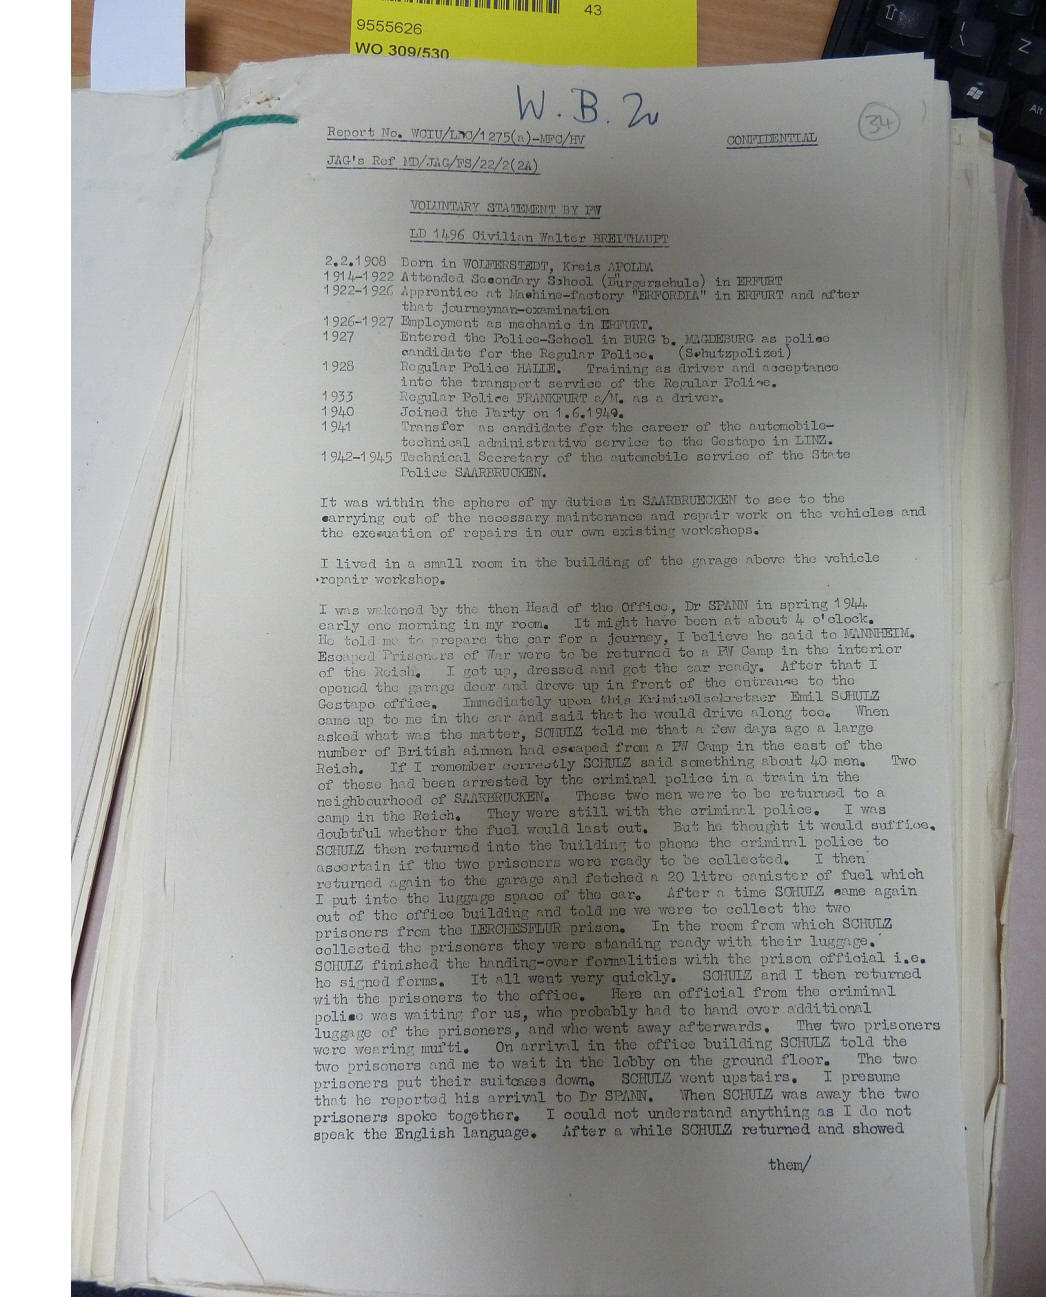 43
9555626
WO 309/530
W.B.2
34
Report No. WCIU/LDC/1275(a)-MFC/HV CONFIDENTIAL
JAG's Ref MD/JAG/FS/22/2(2A)
VOLUNTARY STATEMENT BY PW
LD 1496 Civilian Walter BREITHAUPT
2.2.1908 Born in WOLFERSTEDT, Kreis APOLDA
1914-1922 Attended Secondary School (Bürgerschule) in ERFURT
1922-1926 Apprentice at Machine-factory "ERFORDIA" in ERFURT and after
that journeyman-examination
1926-1927 Employment as mechanic in ERFURT.
1927 Entered the Police-School in BURG b. MAGDEBURG as police
candidate for the Regular Police. (Schutzpolizei)
1928 Regular Police HALLE. Training as driver and acceptance
into the transport service of the Regular Police.
1933 Regular Police FRANKFURT a/M. as a driver.
1940 Joined the Party on 1.6.1940.
1941 Transfer as candidate for the career of the automobile-
technical administrative service to the Gestapo in LINZ.
1942-1945 Technical Secretary of the automobile service of the State
Police SAARBRUCKEN.
It was within the sphere of my duties in SAARBRUECKEN to see to the
carrying out of the necessary maintenance and repair work on the vehicles and
the exeuation of repairs in our own existing workshops.
I lived in a small room in the building of the garage above the vehicle
repair workshop.
I was wakened by the then Head of the Office, Dr SPANN in spring 1944
early one morning in my room. It might have been at about 4 o'clock.
He told me to prepare the car for a journey, I believe he said to MANNHEIM.
Escaped Prisoners of War were to be returned to a PW Camp in the interior
of the Reich. I got up, dressed and got the car ready. After that I
opened the garage door and drove up in front of the entrance to the
Gestapo office. Immediately upon this Kriminalsekretaer Emil SCHULZ
came up to me in the car and said that he would drive along too. When
asked what was the matter, SCHULZ told me that a few days ago a large
number of British airmen had escaped from a PW Camp in the east of the
Reich. If I remember correctly SCHULZ said something about 40 men. Two
of these had been arrested by the criminal police in a train in the
neighbourhood of SAARBRUCKEN. These two men were to be returned to a
camp in the Reich. They were still with the criminal police. I was
doubtful whether the fuel would last out. But he thought it would suffice.
SCHULZ then returned into the building to phone the criminal police to
ascertain if the two prisoners were ready to be collected. I then
returned again to the garage and fetched a 20 litre canister of fuel which
I put into the luggage space of the car. After a time SCHULZ came again
out of the office building and told me we were to collect the two
prisoners from the LERCHESFLUR prison. In the room from which SCHULZ
collected the prisoners they were standing ready with their luggage.
SCHULZ finished the handing-over formalities with the prison official i.e.
he signed forms. It all went very quickly. SCHULZ and I then returned
with the prisoners to the office. Here an official from the criminal
police was waiting for us, who probably had to hand over additional
luggage of the prisoners, and who went away afterwards. The two prisoners
were wearing mufti. On arrival in the office building SCHULZ told the
two prisoners and me to wait in the lobby on the ground floor. The two
prisoners put their suitcases down. SCHULZ went upstairs. I presume
that he reported his arrival to Dr SPANN. When SCHULZ was away the two
prisoners spoke together. I could not understand anything as I do not
speak the English language. After a while SCHULZ returned and showed
them/